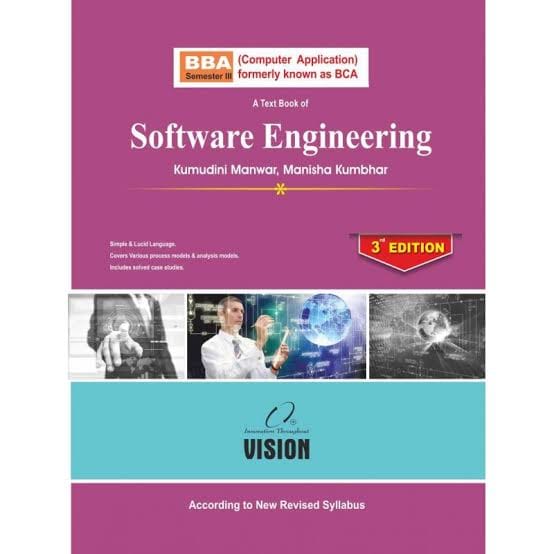 BBA
Semester III
(Computer Application)
formerly known as BCA
A Text Book of
Software Engineering
Kumudini Manwar, Manisha Kumbhar
Simple & Lucid Language.
Covers Various process models & analysis models.
Includes solved case studies.
3rd EDITION
Innovation Throughout
VISION
According to New Revised Syllabus